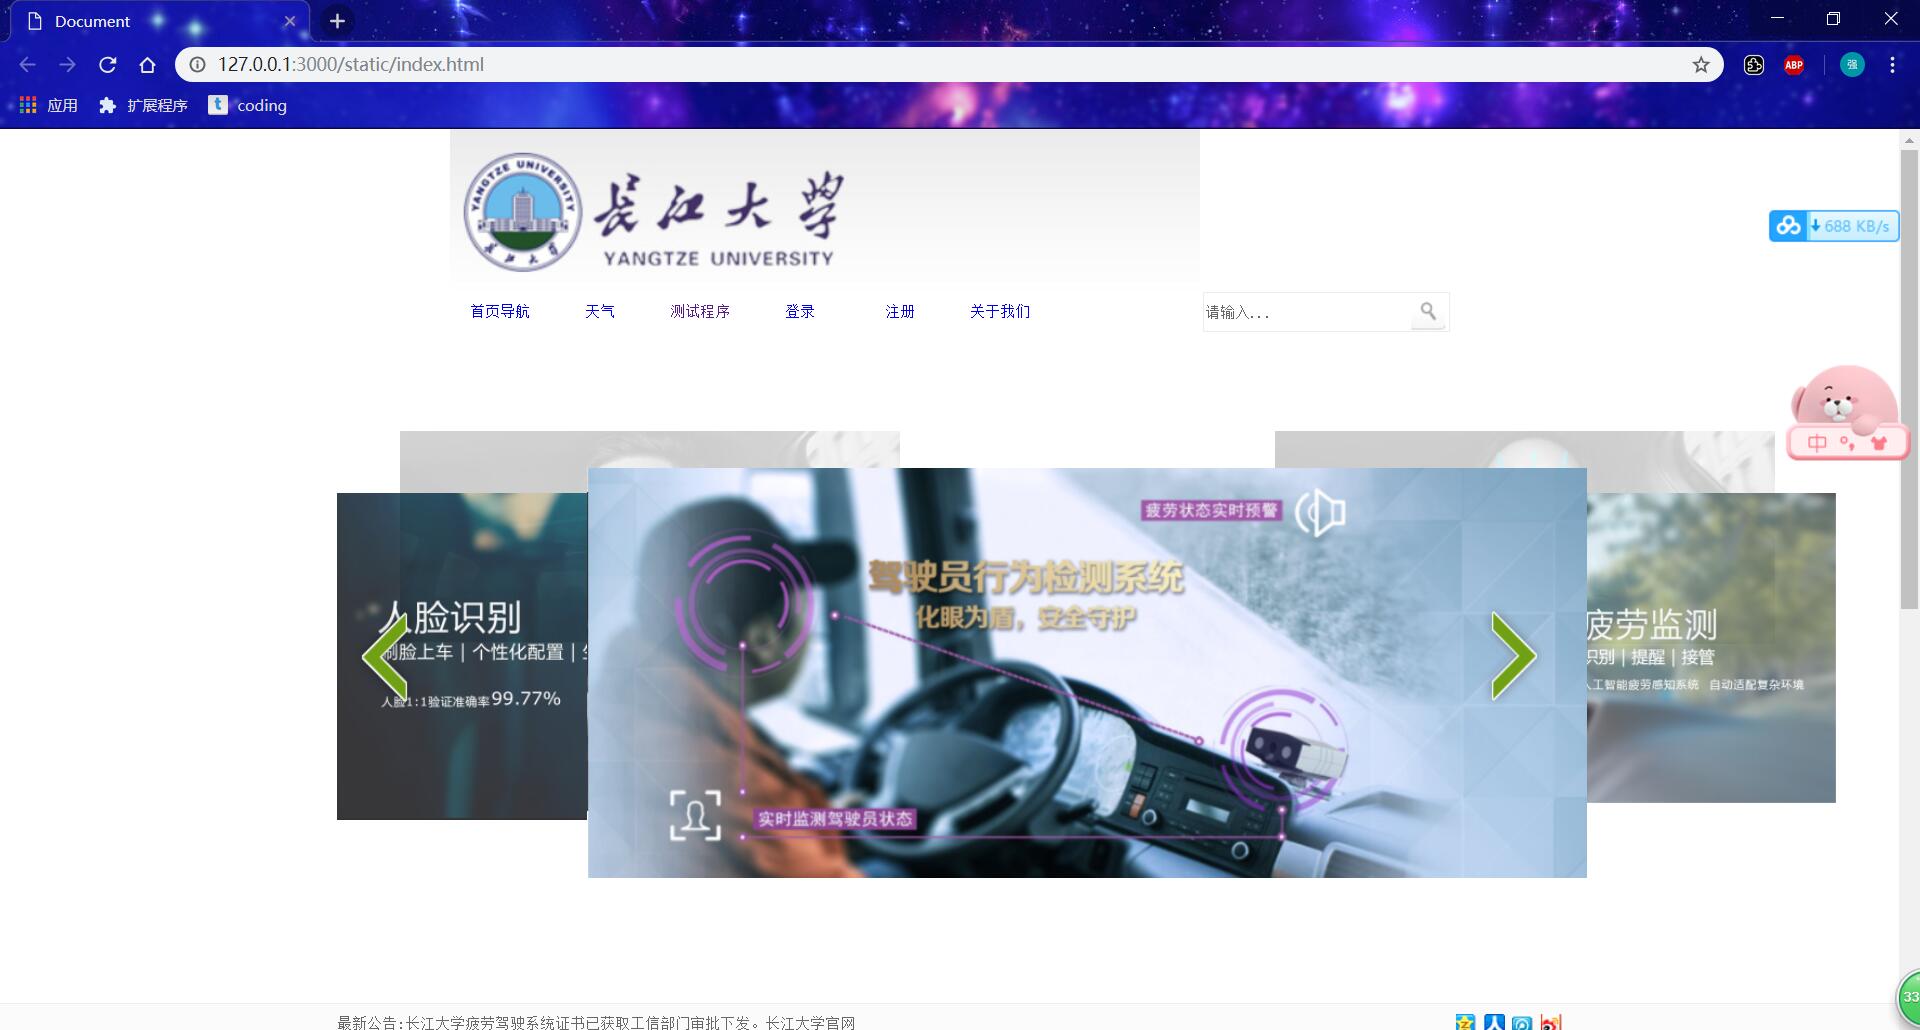 Document
127.0.0.1:3000/static/index.html
ABP
强
应用
扩展程序
t
coding
YANGTZE UNIVERSITY
长江大学
长江大学
YANGTZE UNIVERSITY
688 KB/s
首页导航
天气
测试程序
登录
注册
关于我们
请输入...
中
疲劳状态实时预警
驾驶员行为检测系统
化眼为盾，安全守护
人脸识别
刷脸上车 | 个性化配置 |
人脸1:1验证准确率99.77%
疲劳监测
识别 | 提醒 | 接管
人工智能疲劳感知系统 自动适配复杂环境
实时监测驾驶员状态
33
最新公告:长江大学疲劳驾驶系统证书已获取工信部门审批下发。长江大学官网